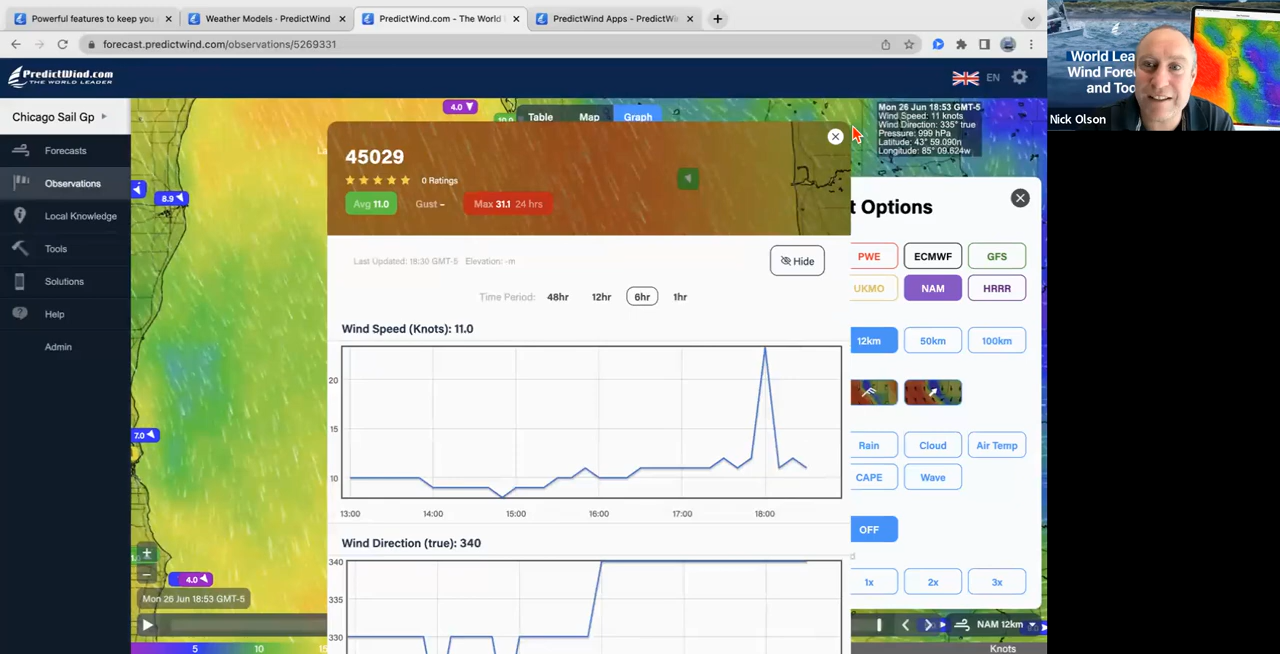 Powerful features to keep you
Weather Models - PredictWind
PredictWind.com - The World
PredictWind Apps - PredictWi
forecast.predictwind.com/observations/5269331
PredictWind.com
THE WORLD LEADER
EN
Chicago Sail Gp
Forecasts
Observations
Local Knowledge
Tools
Solutions
Help
Admin
4.0
Table
Map
Graph
Mon 26 Jun 18:53 GMT-5
Wind Speed: 11 knots
Wind Direction: 335° true
Pressure: 999 hPa
Latitude: 43° 59.090n
Longitude: 85° 09.624w
45029
0 Ratings
Avg 11.0
Gust –
Max 31.1 24 hrs
Last Updated: 18:30 GMT-5 Elevation: -m
Hide
Time Period:
48hr
12hr
6hr
1hr
Wind Speed (Knots): 11.0
20
15
10
13:00
14:00
15:00
16:00
17:00
18:00
Wind Direction (true): 340
340
335
330
8.9
7.0
4.0
Mon 26 Jun 18:53 GMT-5
5
10
t Options
PWE
ECMWF
GFS
UKMO
NAM
HRRR
12km
50km
100km
Rain
Cloud
Air Temp
CAPE
Wave
OFF
1x
2x
3x
NAM 12km
Knots
World Lea
Wind Fore
and Too
Nick Olson